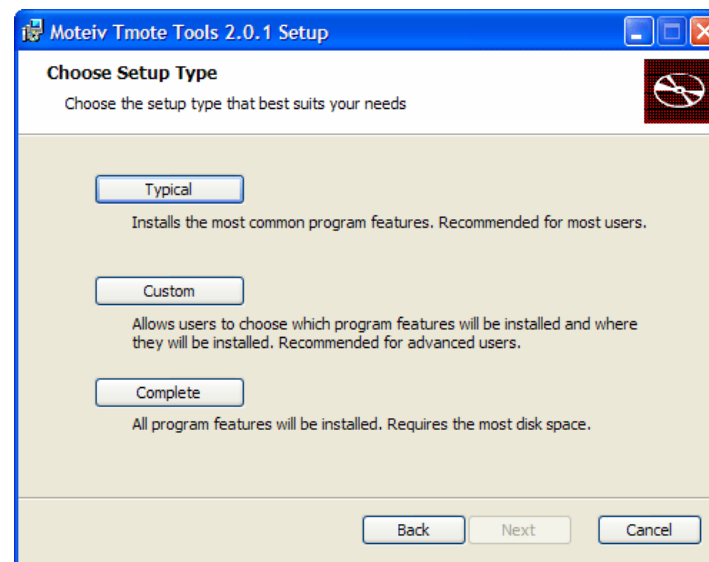 Moteiv Tmote Tools 2.0.1 Setup
Choose Setup Type
Choose the setup type that best suits your needs
Typical
Installs the most common program features. Recommended for most users.
Custom
Allows users to choose which program features will be installed and where
they will be installed. Recommended for advanced users.
Complete
All program features will be installed. Requires the most disk space.
Back
Next
Cancel